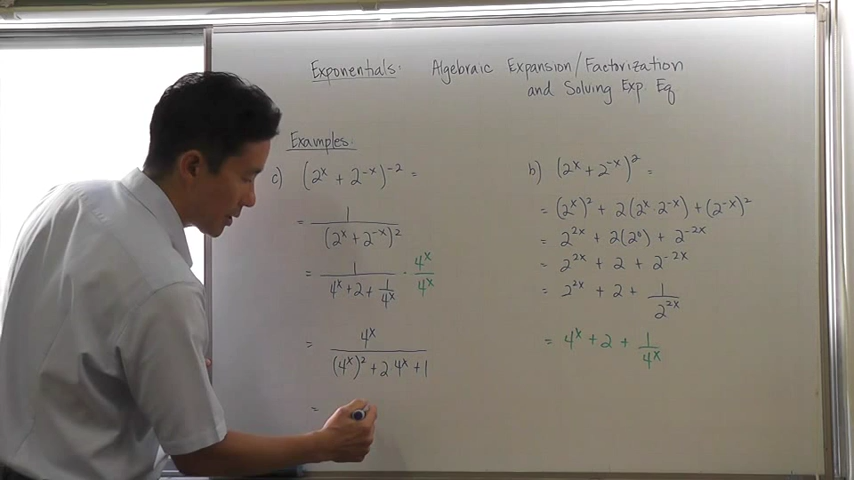 Exponentials: Algebraic Expansion/Factorization
and Solving Exp. Eq
Examples:
c) (2^x + 2^-x)^-2 =
= 1/(2^x + 2^-x)^2
= 1/(4^x + 2 + 1/4^x) · 4^x/4^x
= 4^x/((4^x)^2 + 2 4^x + 1)
=
b) (2^x + 2^-x)^2 =
= (2^x)^2 + 2(2^x · 2^-x) + (2^-x)^2
= 2^2x + 2(2^0) + 2^-2x
= 2^2x + 2 + 2^-2x
= 2^2x + 2 + 1/2^2x
= 4^x + 2 + 1/4^x